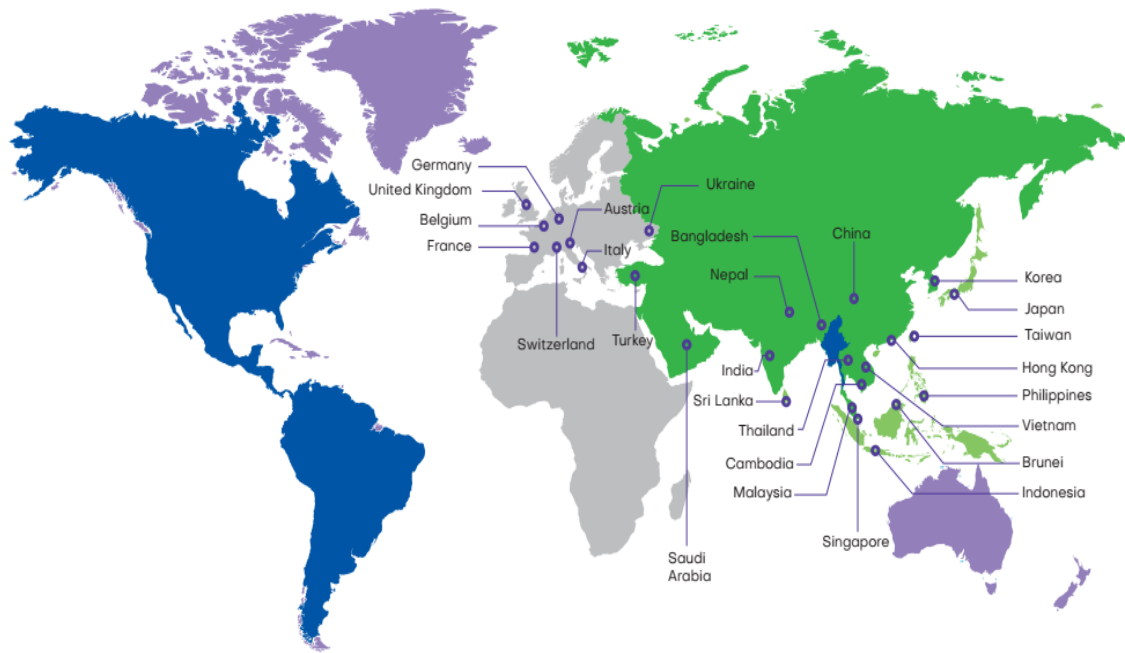 Germany
United Kingdom
Belgium
France
Austria
Italy
Switzerland
Turkey
Ukraine
Bangladesh
Nepal
China
India
Sri Lanka
Thailand
Cambodia
Malaysia
Singapore
Saudi
Arabia
Korea
Japan
Taiwan
Hong Kong
Philippines
Vietnam
Brunei
Indonesia